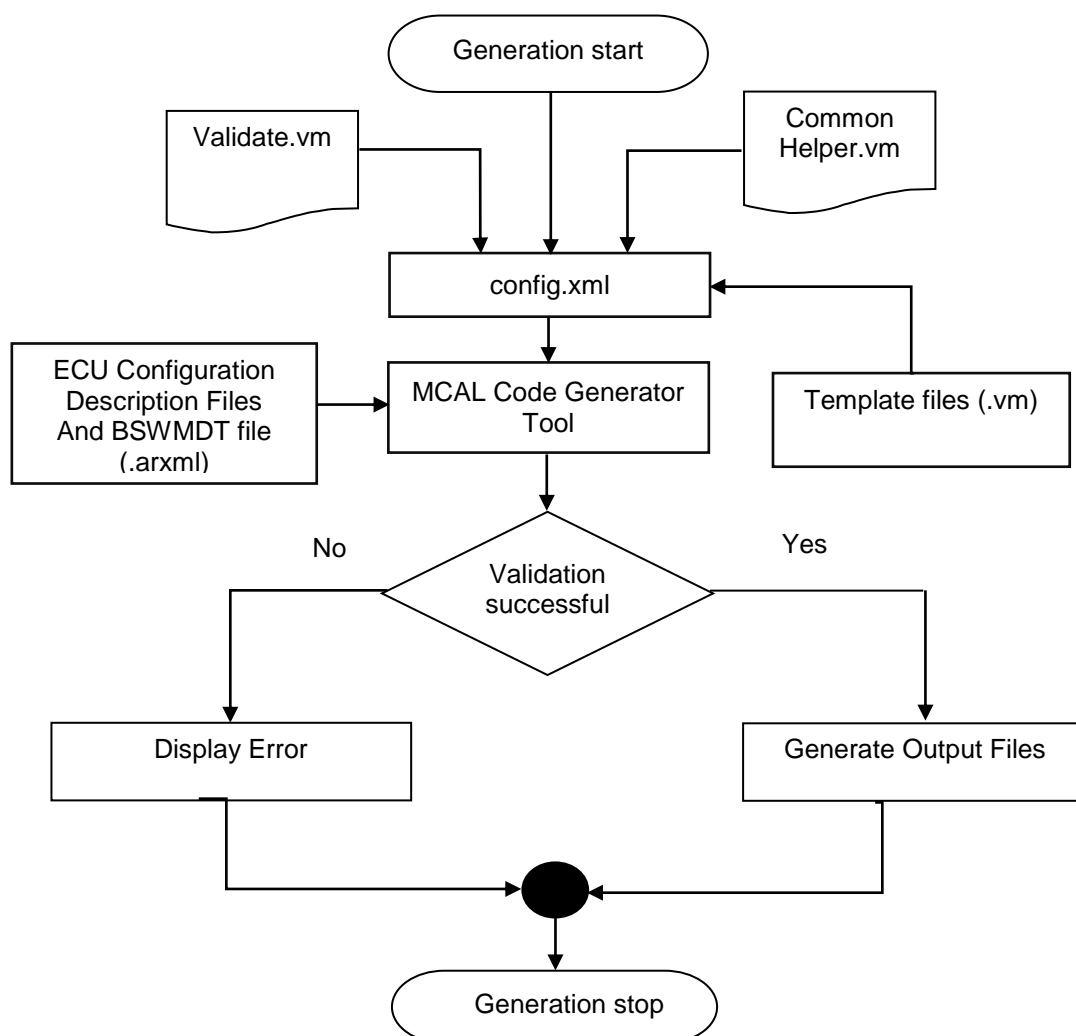 Generation start
Validate.vm
Common
Helper.vm
config.xml
ECU Configuration
Description Files
And BSWMDT file
(.arxml)
MCAL Code Generator
Tool
Template files (.vm)
No
Yes
Validation
successful
Display Error
Generate Output Files
Generation stop